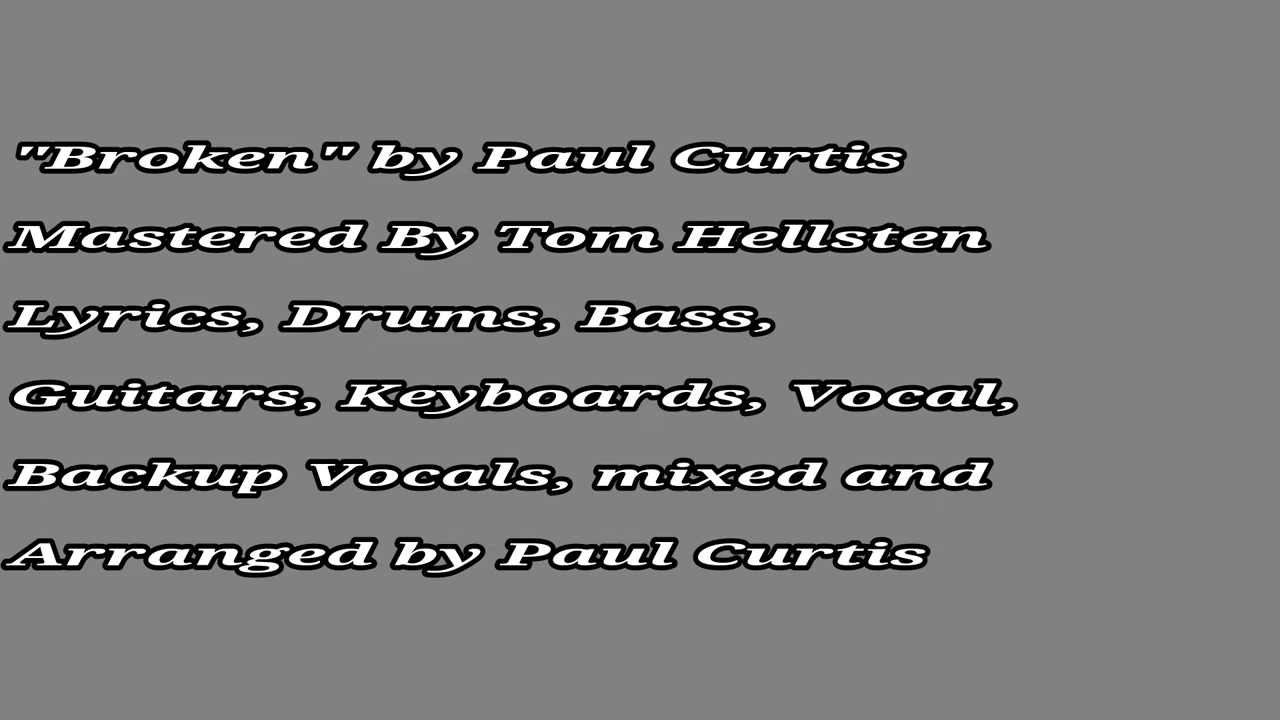 "Broken" by Paul Curtis
Mastered By Tom Hellsten
Lyrics, Drums, Bass,
Guitars, Keyboards, Vocal,
Backup Vocals, mixed and
Arranged by Paul Curtis